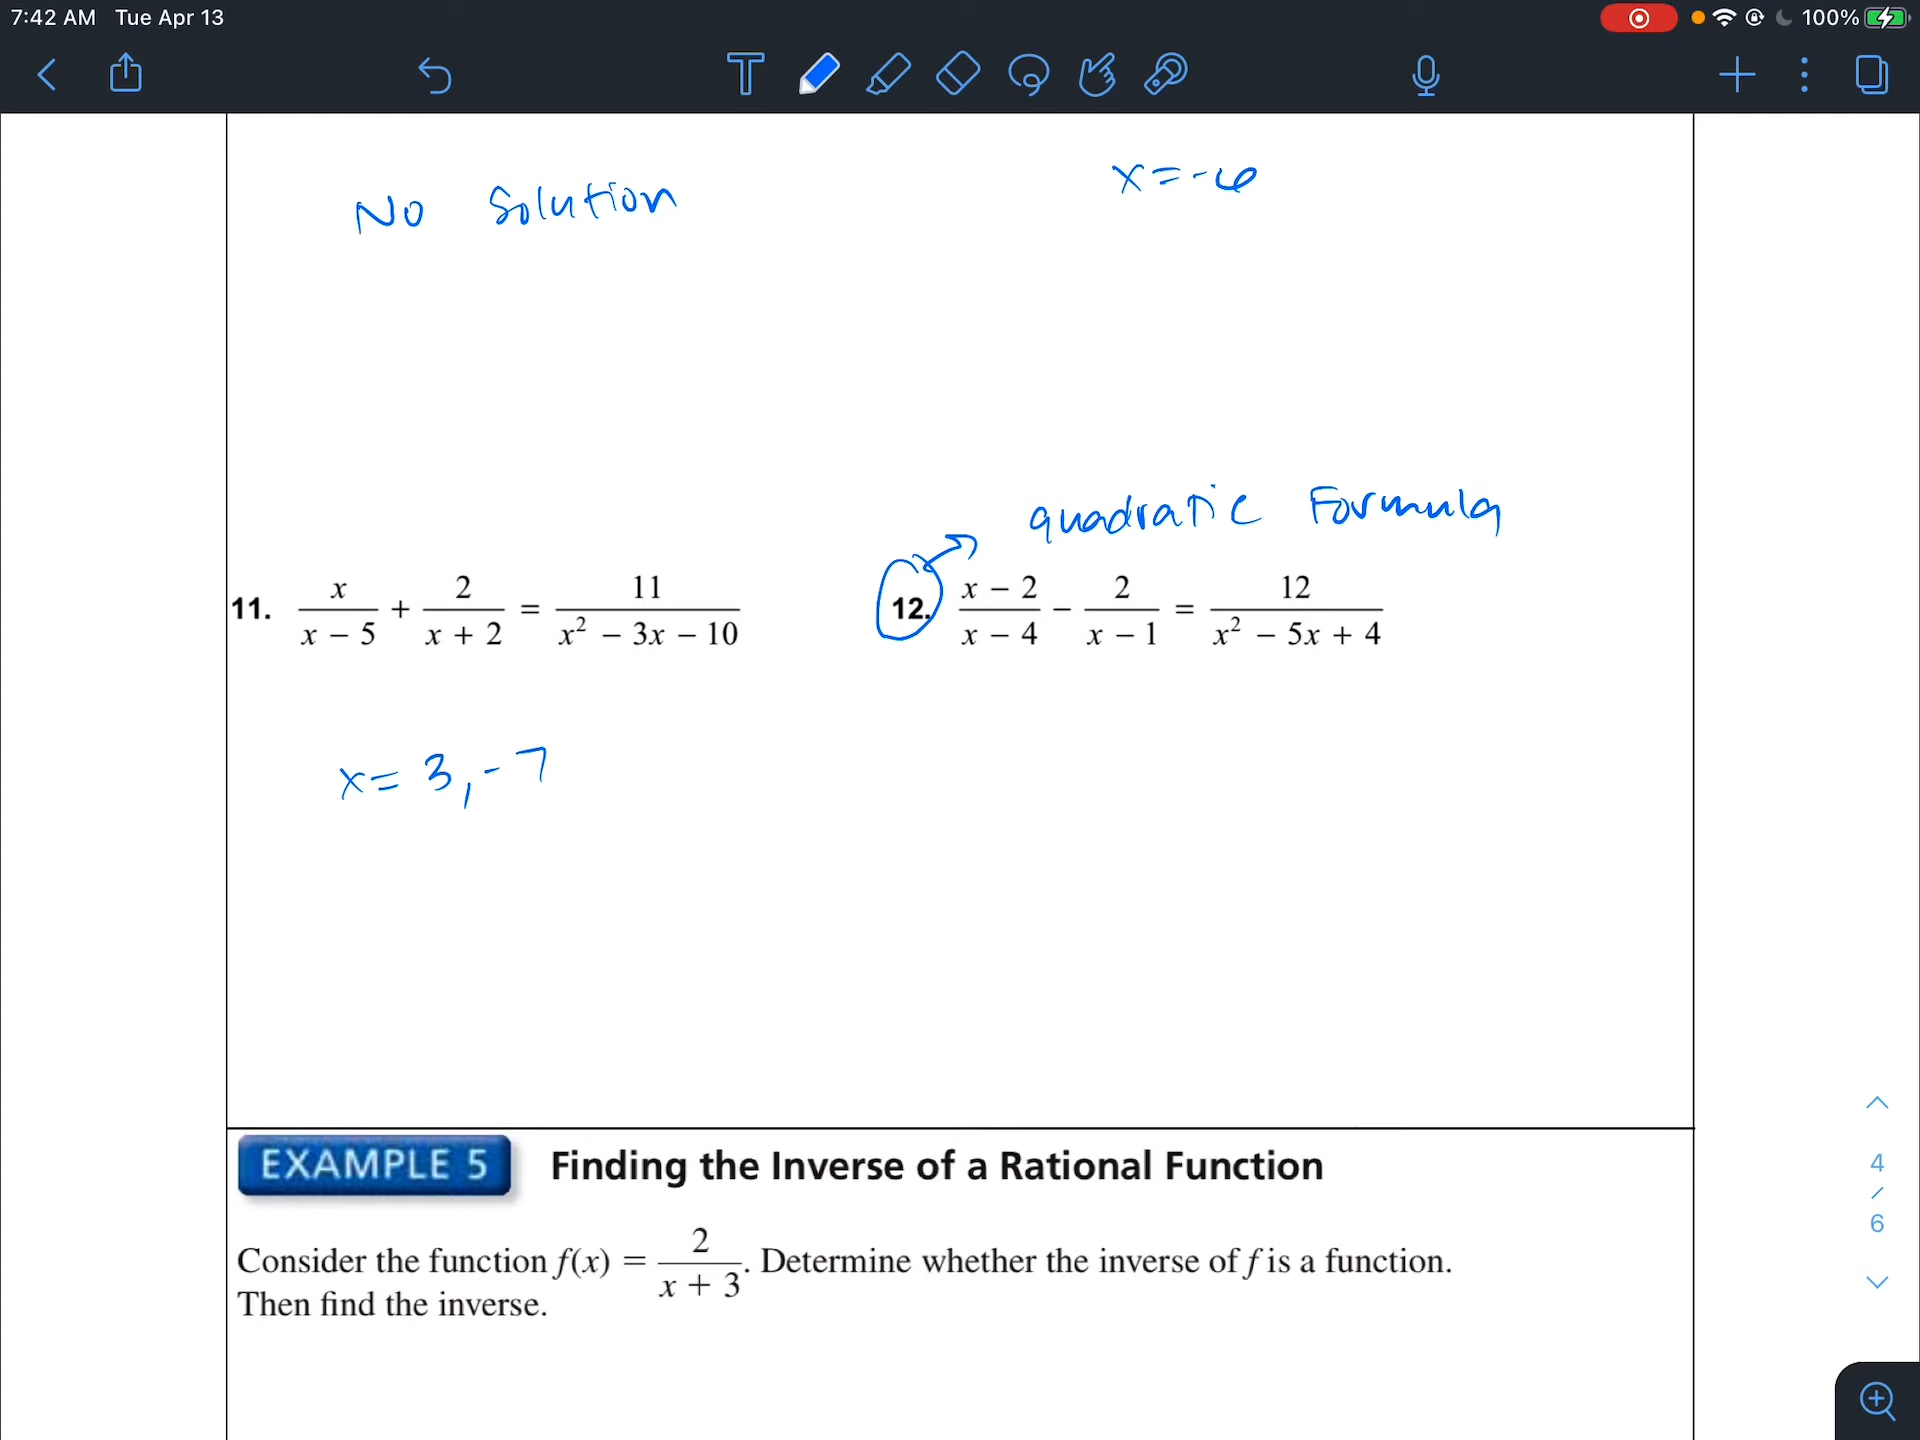 7:42 AM Tue Apr 13 100%
No Solution
x = -6
quadratic Formula
11. x/(x − 5) + 2/(x + 2) = 11/(x² − 3x − 10)
12. (x − 2)/(x − 4) − 2/(x − 1) = 12/(x² − 5x + 4)
x = 3, -7
EXAMPLE 5 Finding the Inverse of a Rational Function
Consider the function f(x) = 2/(x + 3). Determine whether the inverse of f is a function.
Then find the inverse.
4
/
6